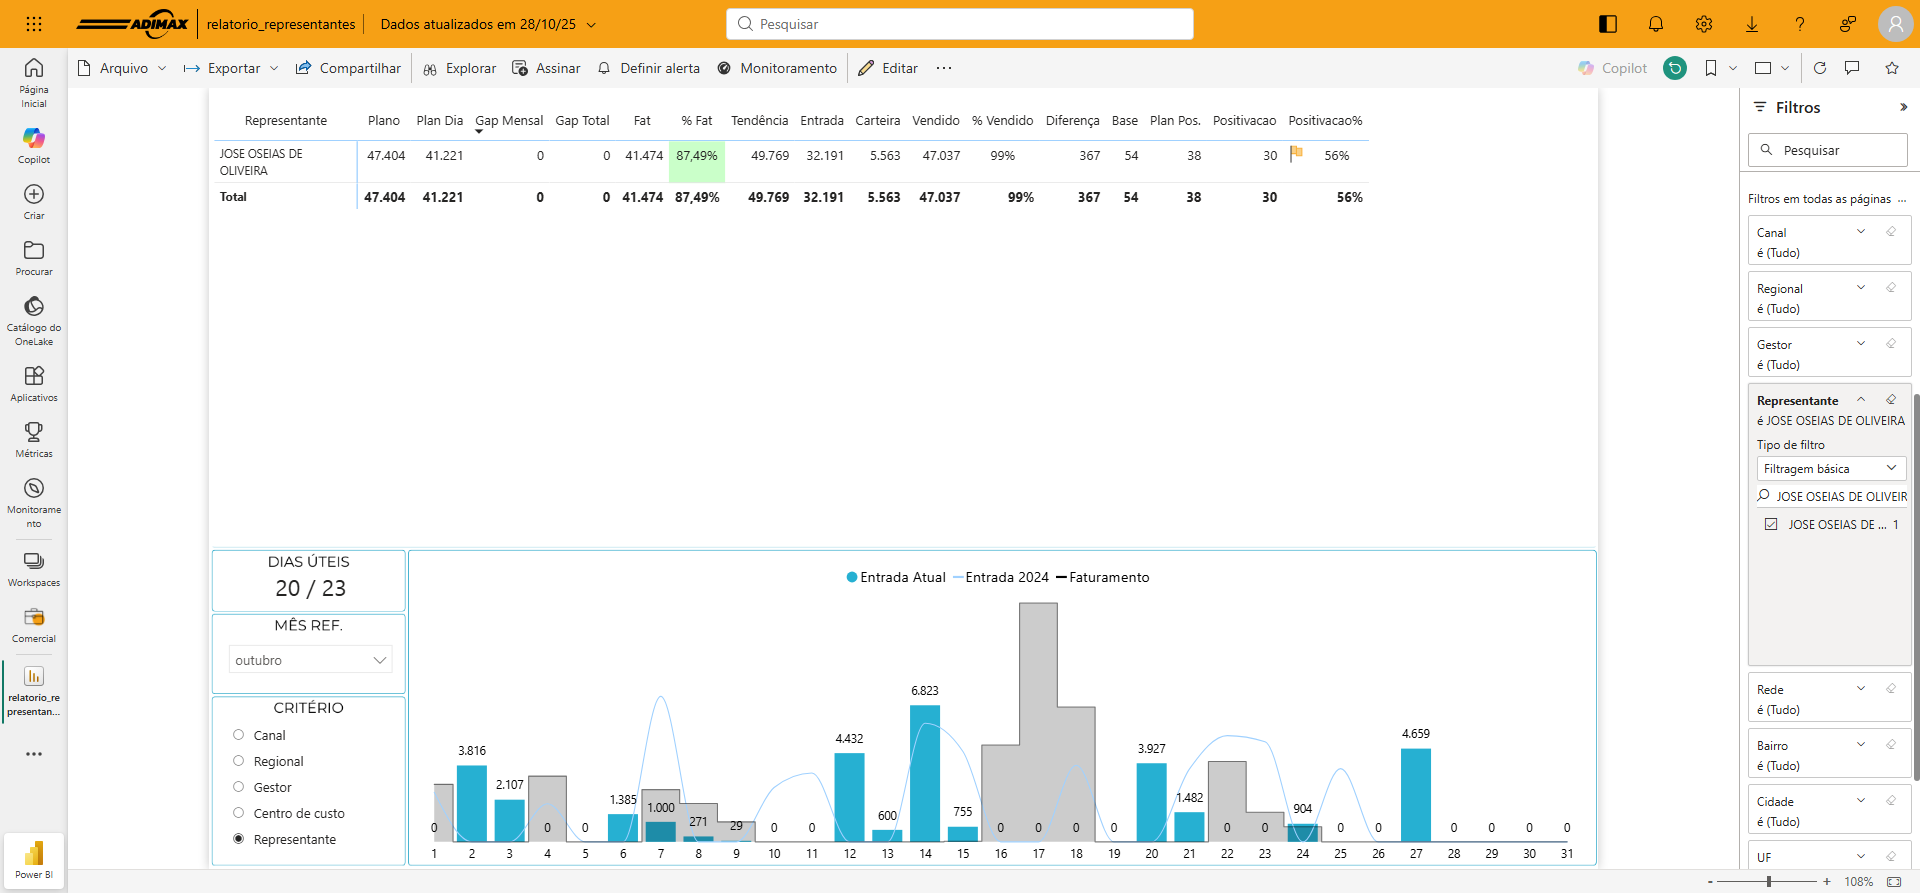 ADIMAX relatorio_representantes Dados atualizados em 28/10/25 Pesquisar
Arquivo Exportar Compartilhar Explorar Assinar Definir alerta Monitoramento Editar ... Copilot
Página
Inicial
Copilot
Criar
Procurar
Catálogo do
OneLake
Aplicativos
Métricas
Monitorame
nto
Workspaces
Comercial
relatorio_re
presentan...
Power BI
Representante Plano Plan Dia Gap Mensal Gap Total Fat % Fat Tendência Entrada Carteira Vendido % Vendido Diferença Base Plan Pos. Positivacao Positivacao%
JOSE OSEIAS DE
OLIVEIRA
47.404 41.221 0 0 41.474 87,49% 49.769 32.191 5.563 47.037 99% 367 54 38 30 56%
Total 47.404 41.221 0 0 41.474 87,49% 49.769 32.191 5.563 47.037 99% 367 54 38 30 56%
DIAS ÚTEIS
20 / 23
MÊS REF.
outubro
CRITÉRIO
Canal
Regional
Gestor
Centro de custo
Representante
Entrada Atual Entrada 2024 Faturamento
0 3.816 2.107 0 0 1.385 1.000 271 29 0 0 4.432 600 6.823 755 0 0 0 0 3.927 1.482 0 0 904 0 0 4.659 0 0 0 0
1 2 3 4 5 6 7 8 9 10 11 12 13 14 15 16 17 18 19 20 21 22 23 24 25 26 27 28 29 30 31
Filtros
Pesquisar
Filtros em todas as páginas ...
Canal
é (Tudo)
Regional
é (Tudo)
Gestor
é (Tudo)
Representante
é JOSE OSEIAS DE OLIVEIRA
Tipo de filtro
Filtragem básica
JOSE OSEIAS DE OLIVEIR
JOSE OSEIAS DE ... 1
Rede
é (Tudo)
Bairro
é (Tudo)
Cidade
é (Tudo)
UF
- + 108%